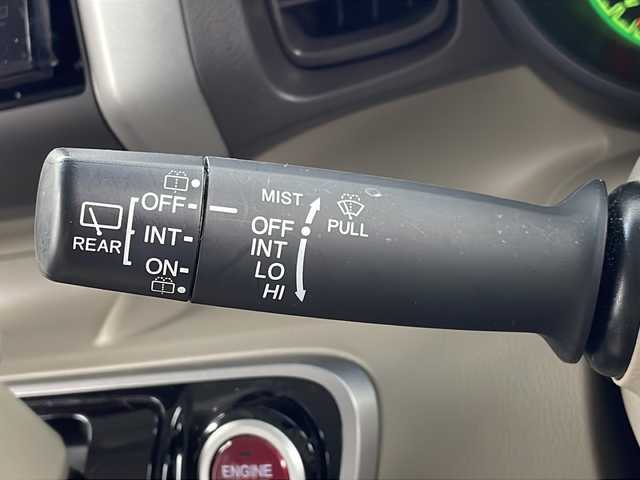 REAR
OFF
INT
ON
MIST
OFF
INT
LO
HI
PULL
ENGINE